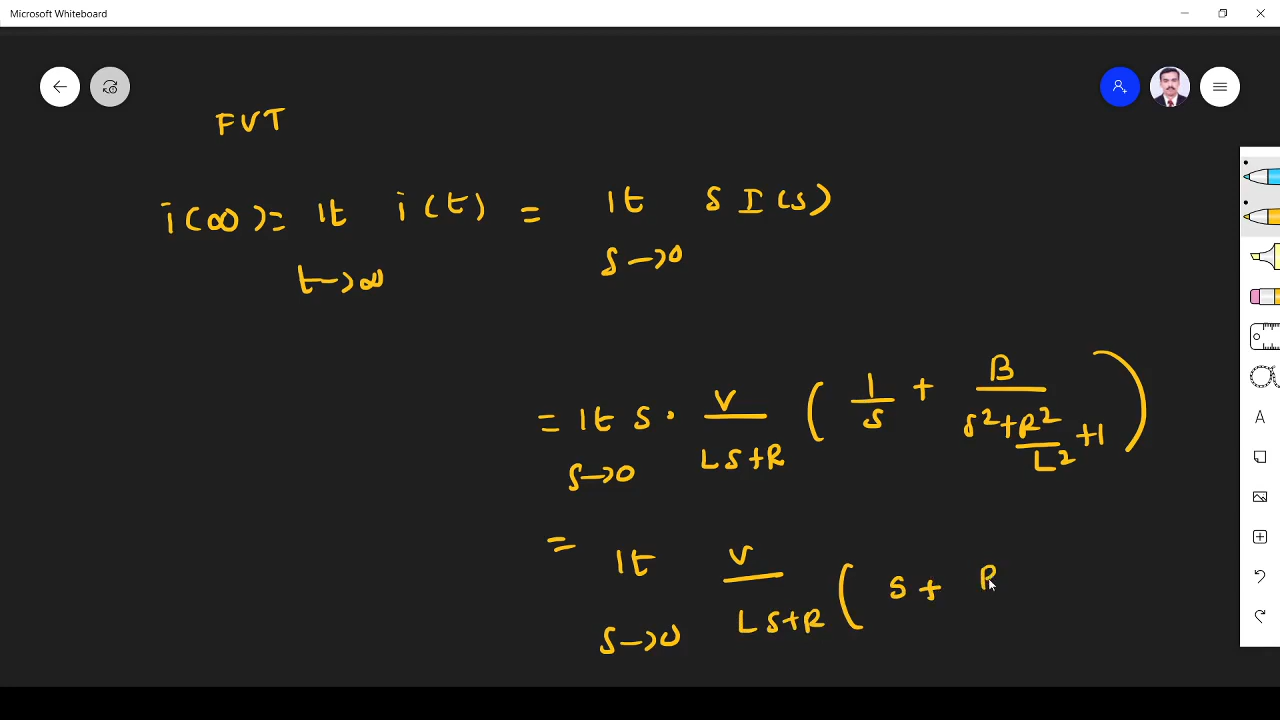 Microsoft Whiteboard
FVT
i(∞)= lt i(t) = lt s I(s)
t→∞ s→0
= lt s · V/(Ls+R) ( 1/s + B/(s²+R²/L²+1) )
s→0
= lt V/(Ls+R) ( s + B
s→0
A